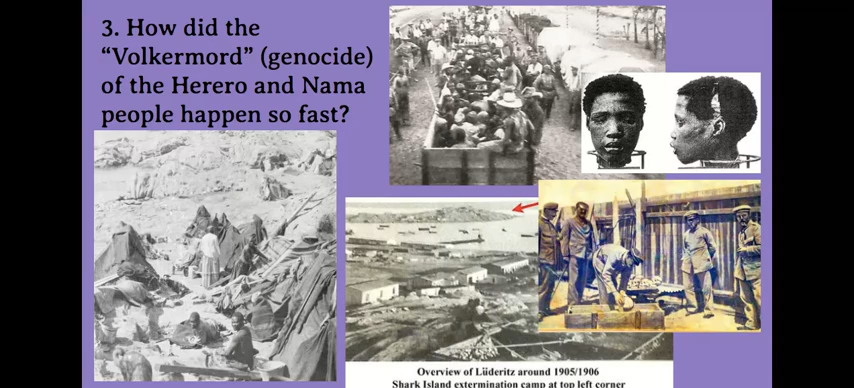 3. How did the
“Volkermord” (genocide)
of the Herero and Nama
people happen so fast?
Overview of Lüderitz around 1905/1906
Shark Island extermination camp at top left corner